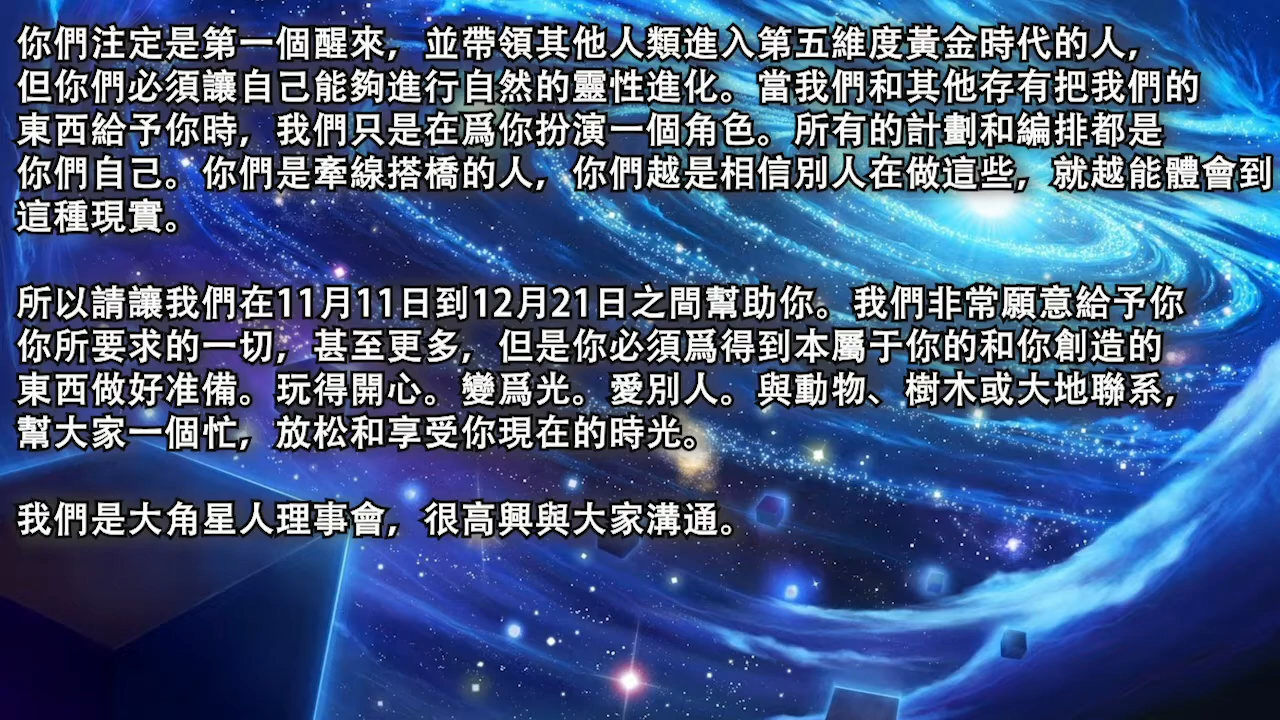 你們注定是第一個醒來，並帶領其他人類進入第五維度黃金時代的人，
但你們必須讓自己能夠進行自然的靈性進化。當我們和其他存有把我們的
東西給予你時，我們只是在爲你扮演一個角色。所有的計劃和編排都是
你們自己。你們是牽線搭橋的人，你們越是相信別人在做這些，就越能體會到
這種現實。
所以請讓我們在11月11日到12月21日之間幫助你。我們非常願意給予你
你所要求的一切，甚至更多，但是你必須爲得到本屬于你的和你創造的
東西做好准備。玩得開心。變爲光。愛別人。與動物、樹木或大地聯系，
幫大家一個忙，放松和享受你現在的時光。
我們是大角星人理事會，很高興與大家溝通。